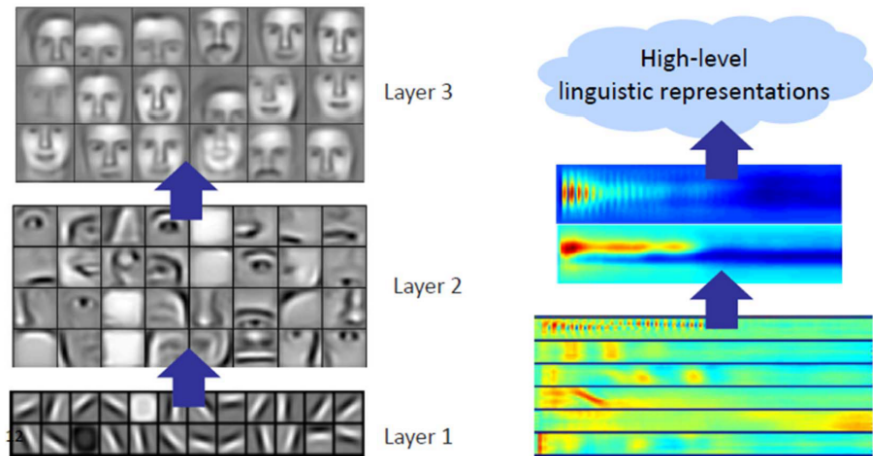 Layer 3
Layer 2
Layer 1
12
High-level
linguistic representations